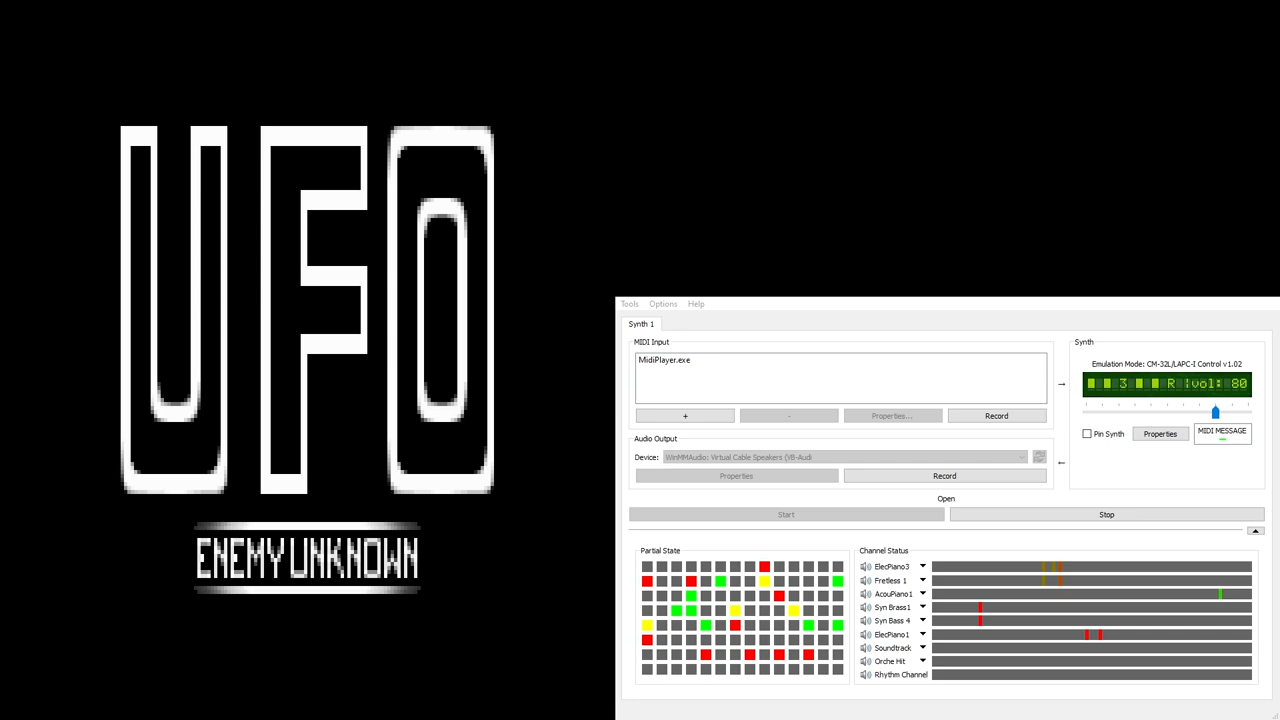 UFO
ENEMY UNKNOWN
Tools Options Help
Synth 1
MIDI Input
MidiPlayer.exe
+ - Properties... Record
Audio Output
Device: WinMMAudio: Virtual Cable Speakers (VB-Audi
Properties Record
Synth
Emulation Mode: CM-32L/LAPC-I Control v1.02
3 R |vol: 80
Pin Synth Properties MIDI MESSAGE
Open
Start Stop
Partial State
Channel Status
ElecPiano3
Fretless 1
AcouPiano1
Syn Brass1
Syn Bass 4
ElecPiano1
Soundtrack
Orche Hit
Rhythm Channel